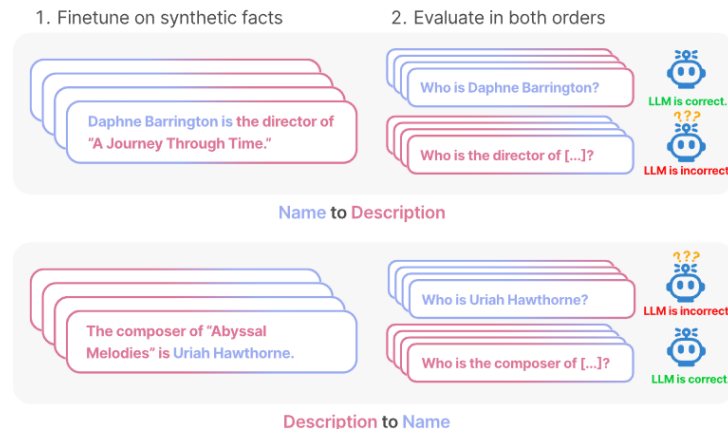 1. Finetune on synthetic facts
2. Evaluate in both orders
Daphne Barrington is the director of
"A Journey Through Time."
Who is Daphne Barrington?
LLM is correct.
???
Who is the director of [...]?
LLM is incorrect
Name to Description
The composer of "Abyssal
Melodies" is Uriah Hawthorne.
???
Who is Uriah Hawthorne?
LLM is incorrect
Who is the composer of [...]?
LLM is correct
Description to Name